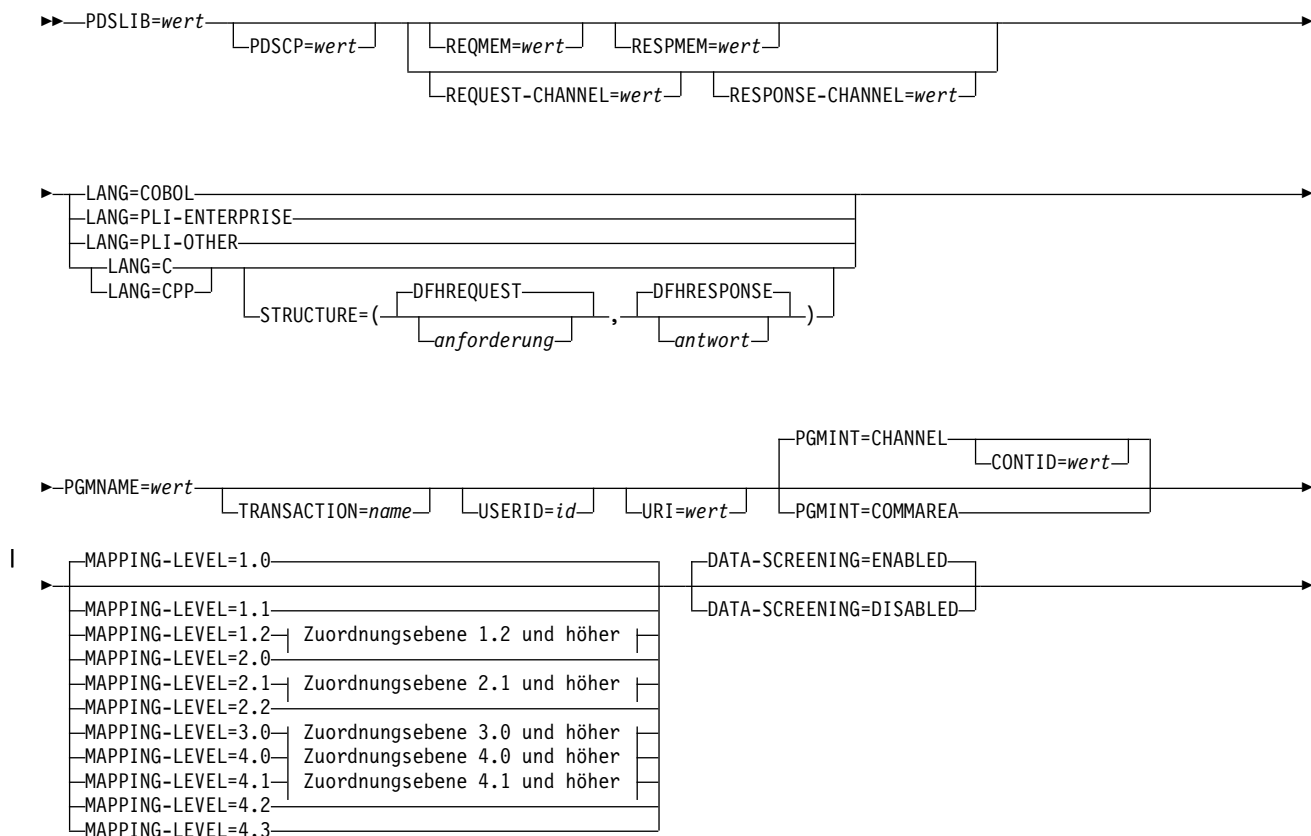 PDSLIB=wert
PDSCP=wert
REQMEM=wert
RESPMEM=wert
REQUEST-CHANNEL=wert
RESPONSE-CHANNEL=wert
LANG=COBOL
LANG=PLI-ENTERPRISE
LANG=PLI-OTHER
LANG=C
LANG=CPP
STRUCTURE=(
DFHREQUEST
anforderung
,
DFHRESPONSE
antwort
)
PGMNAME=wert
TRANSACTION=name
USERID=id
URI=wert
PGMINT=CHANNEL
CONTID=wert
PGMINT=COMMAREA
MAPPING-LEVEL=1.0
MAPPING-LEVEL=1.1
MAPPING-LEVEL=1.2 Zuordnungsebene 1.2 und höher
MAPPING-LEVEL=2.0
MAPPING-LEVEL=2.1 Zuordnungsebene 2.1 und höher
MAPPING-LEVEL=2.2
MAPPING-LEVEL=3.0 Zuordnungsebene 3.0 und höher
MAPPING-LEVEL=4.0 Zuordnungsebene 4.0 und höher
MAPPING-LEVEL=4.1 Zuordnungsebene 4.1 und höher
MAPPING-LEVEL=4.2
MAPPING-LEVEL=4.3
DATA-SCREENING=ENABLED
DATA-SCREENING=DISABLED